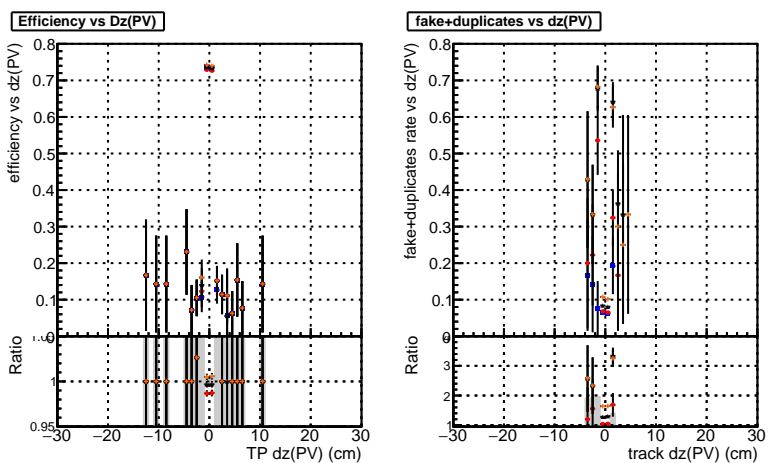 Efficiency vs Dz(PV)
efficiency vs dz(PV)
0.8
0.7
0.6
0.5
0.4
0.3
0.2
0.1
0
Ratio
1
0.95
−30 −20 −10 0 10 20 30
TP dz(PV) (cm)
fake+duplicates vs dz(PV)
fake+duplicates rate vs dz(PV)
0.8
0.7
0.6
0.5
0.4
0.3
0.2
0.1
0
Ratio
3
2
1
−30 −20 −10 0 10 20 30
track dz(PV) (cm)